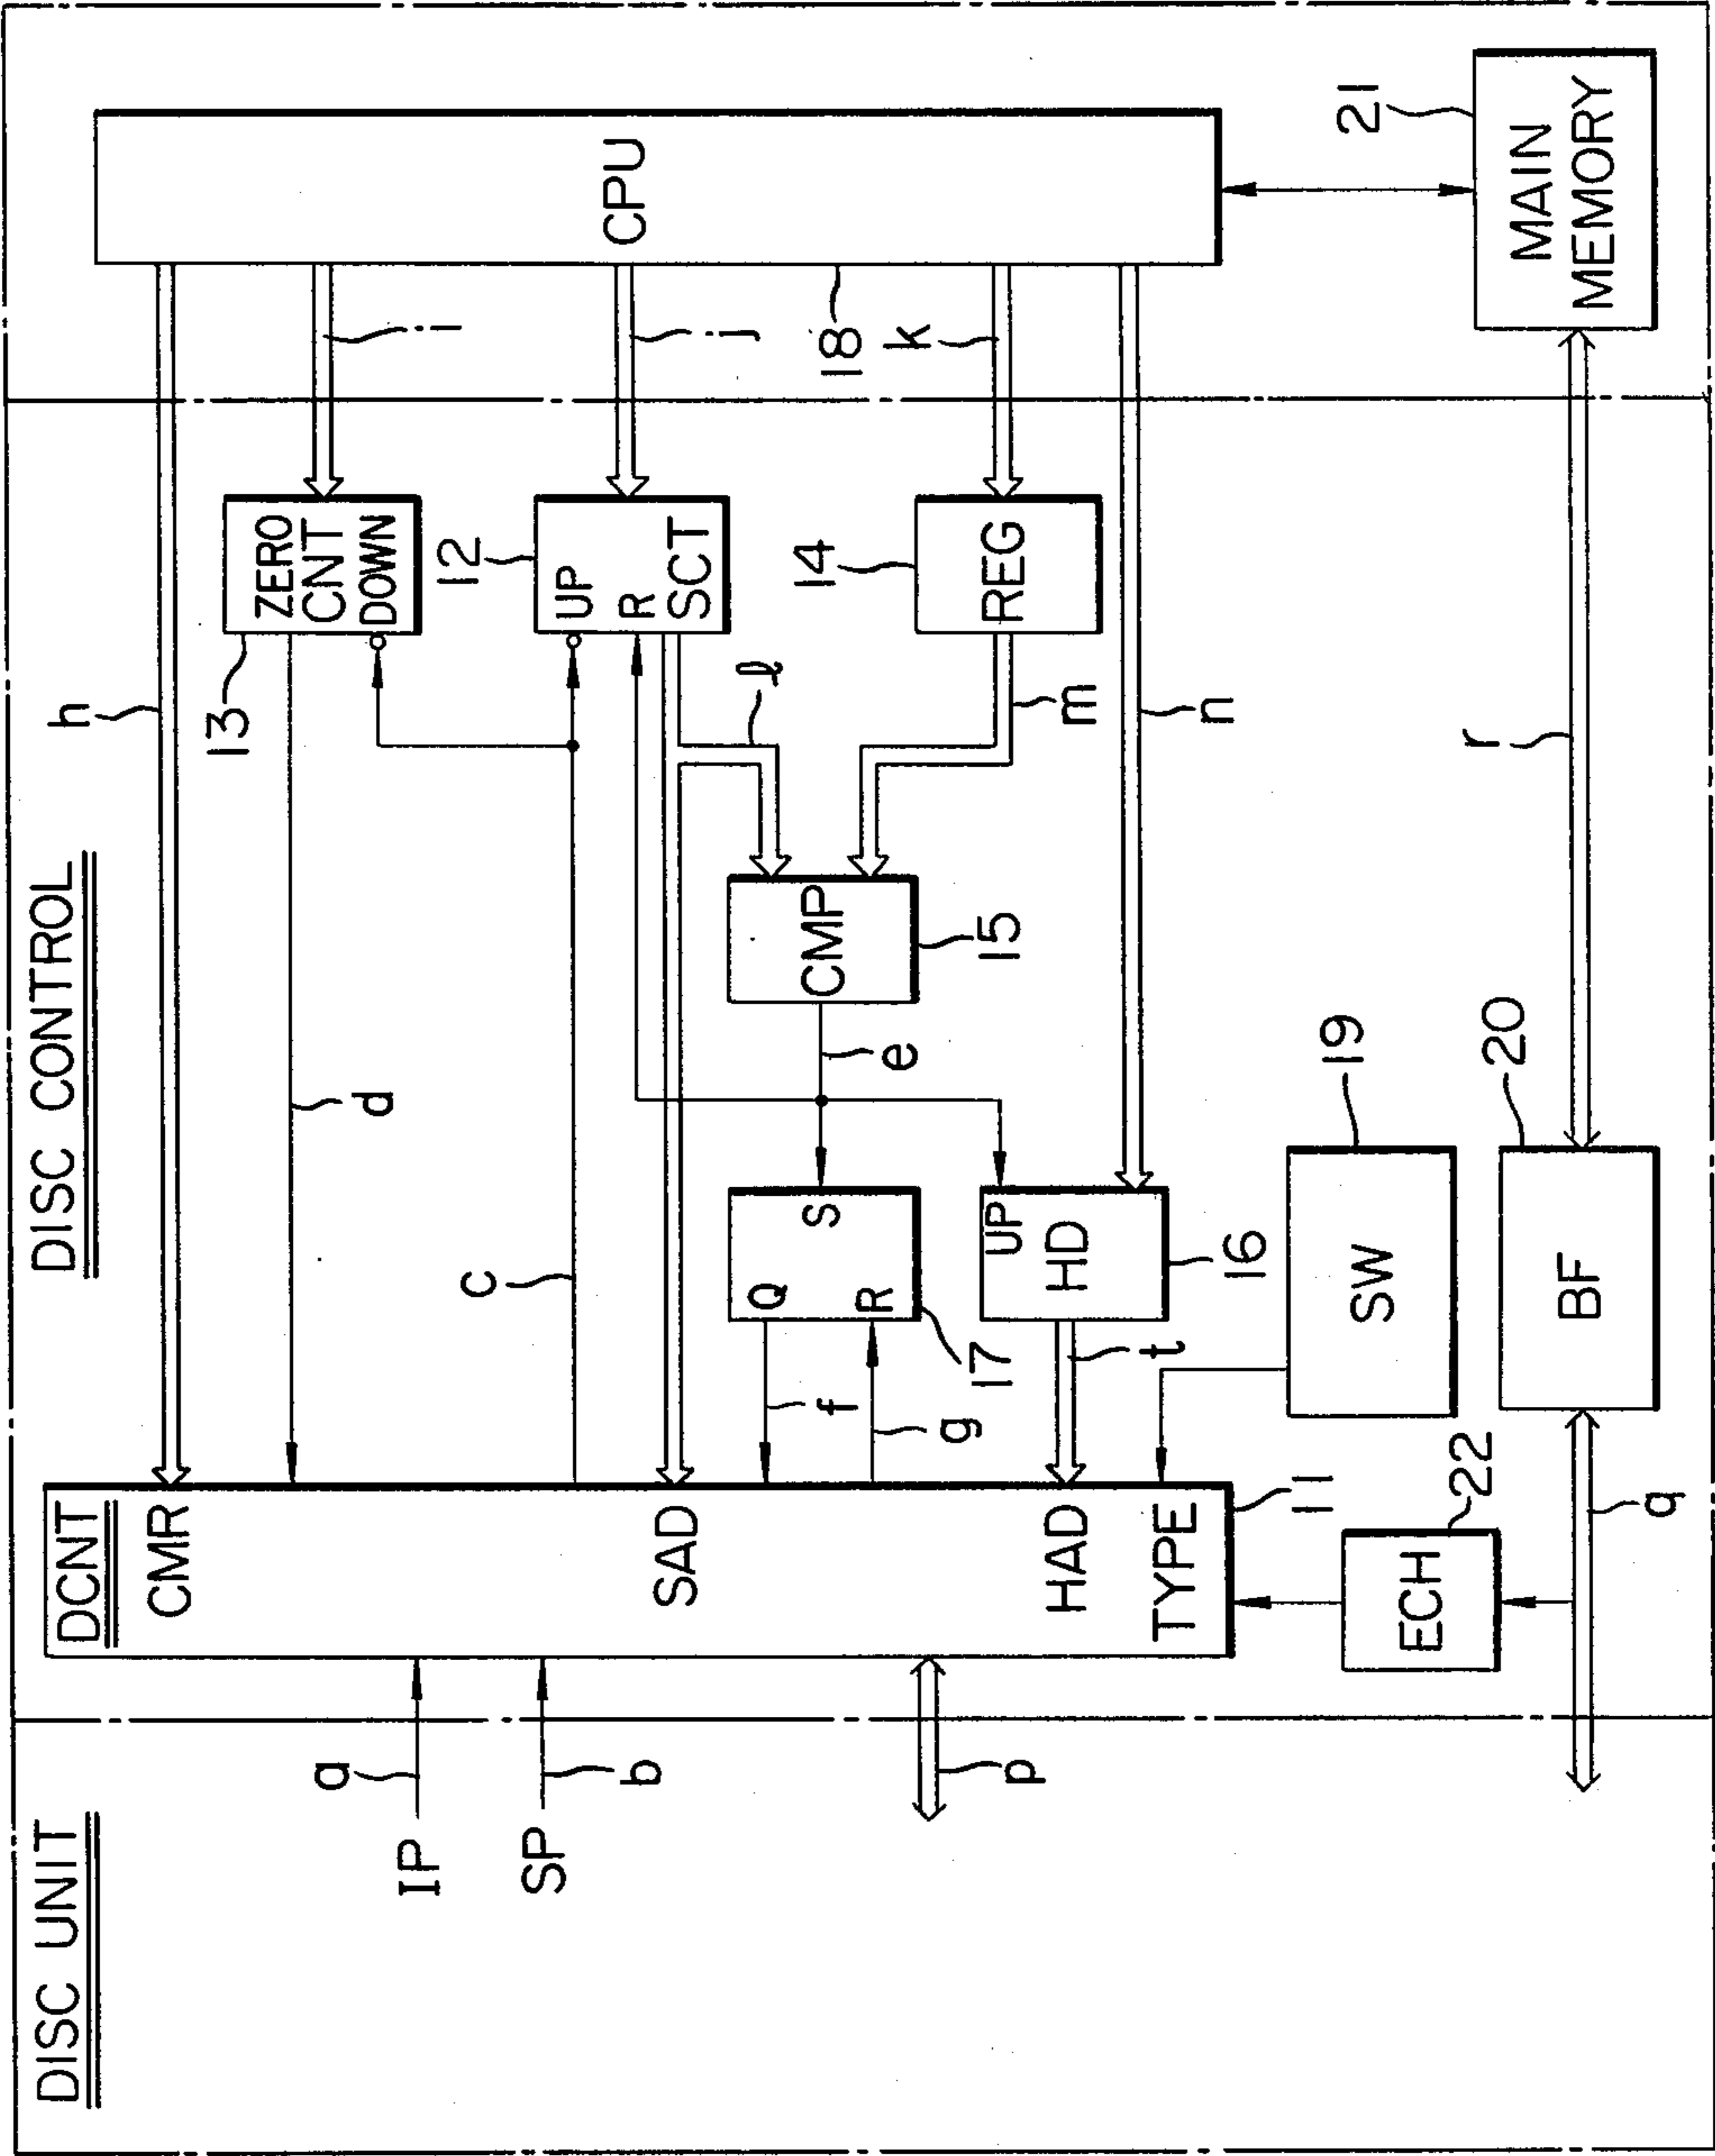 DISC UNIT
DISC CONTROL
IP
a
SP
b
p
q
DCNT
CMR
SAD
HAD
TYPE
11
ECH
22
h
d
c
f
g
t
Q
S
R
17
UP
HD
16
SW
19
BF
20
r
e
CMP
15
l
m
n
13
ZERO
CNT
DOWN
12
UP
R
SCT
14
REG
i
j
k
18
CPU
21
MAIN
MEMORY